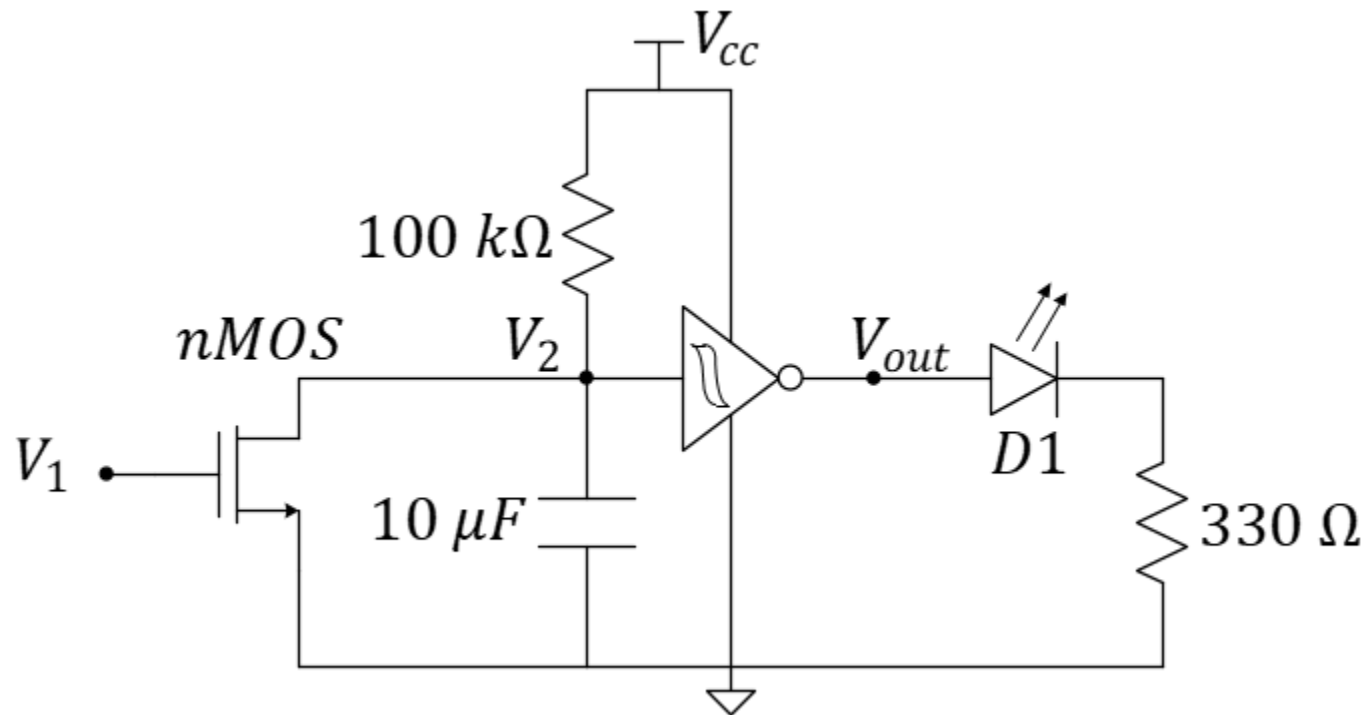 V_cc
100 kΩ
nMOS
V_2
V_out
V_1
D1
10 μF
330 Ω